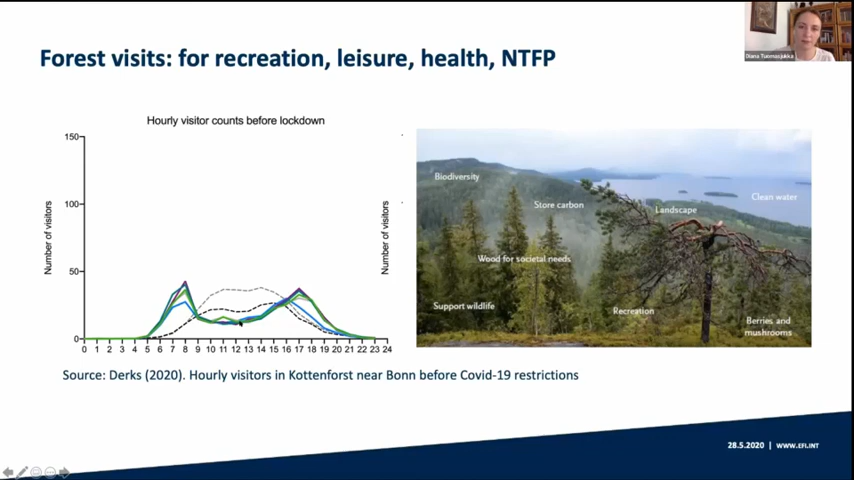 Diana Tuomasjukka
Forest visits: for recreation, leisure, health, NTFP
Hourly visitor counts before lockdown
Number of visitors
150
100
50
0
0 1 2 3 4 5 6 7 8 9 10 11 12 13 14 15 16 17 18 19 20 21 22 23 24
Number of visitors
Biodiversity
Store carbon
Clean water
Landscape
Wood for societal needs
Support wildlife
Recreation
Berries and
mushrooms
Source: Derks (2020). Hourly visitors in Kottenforst near Bonn before Covid-19 restrictions
28.5.2020 | WWW.EFI.INT